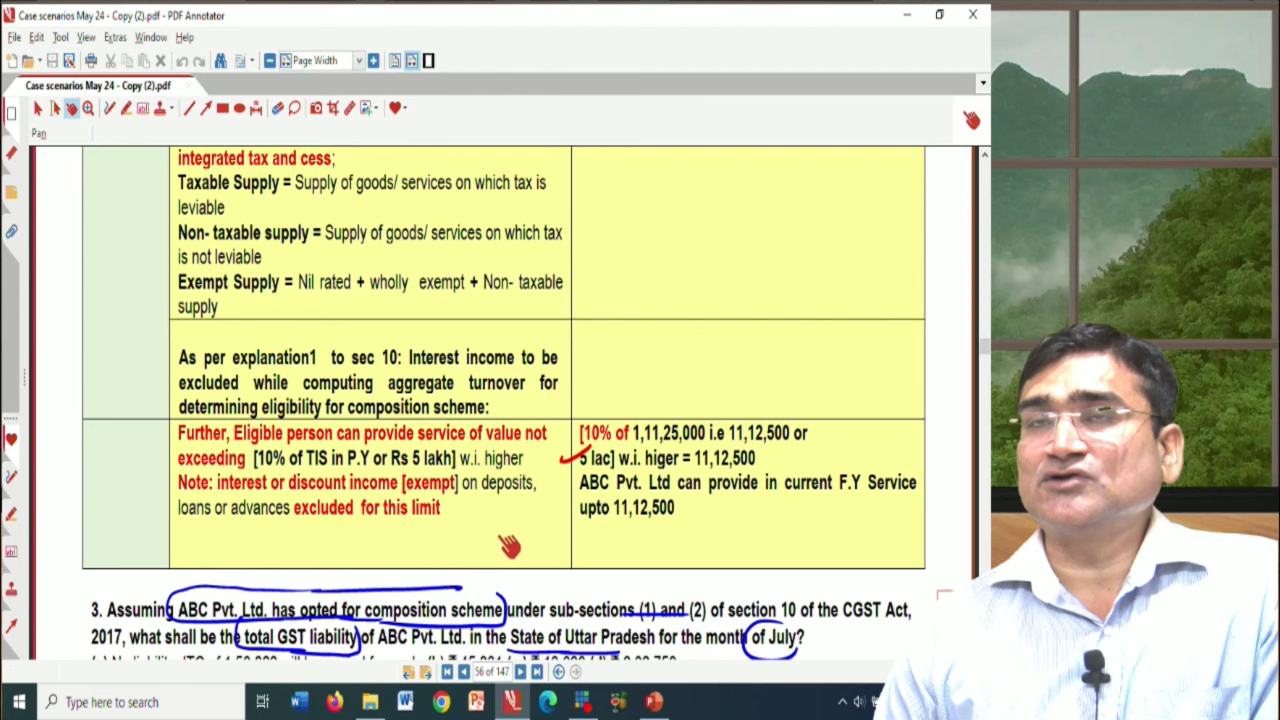 Case scenarios May 24 - Copy (2).pdf - PDF Annotator
File Edit Tool View Extras Window Help
Page Width
Case scenarios May 24 - Copy (2).pdf
Pan
integrated tax and cess;
Taxable Supply = Supply of goods/ services on which tax is
leviable
Non- taxable supply = Supply of goods/ services on which tax
is not leviable
Exempt Supply = Nil rated + wholly exempt + Non- taxable
supply
As per explanation1 to sec 10: Interest income to be
excluded while computing aggregate turnover for
determining eligibility for composition scheme:
Further, Eligible person can provide service of value not
exceeding [10% of TIS in P.Y or Rs 5 lakh] w.i. higher
Note: interest or discount income [exempt] on deposits,
loans or advances excluded for this limit
[10% of 1,11,25,000 i.e 11,12,500 or
5 lac] w.i. higer = 11,12,500
ABC Pvt. Ltd can provide in current F.Y Service
upto 11,12,500
3. Assuming ABC Pvt. Ltd. has opted for composition scheme under sub-sections (1) and (2) of section 10 of the CGST Act,
2017, what shall be the total GST liability of ABC Pvt. Ltd. in the State of Uttar Pradesh for the month of July?
56 of 147
Type here to search